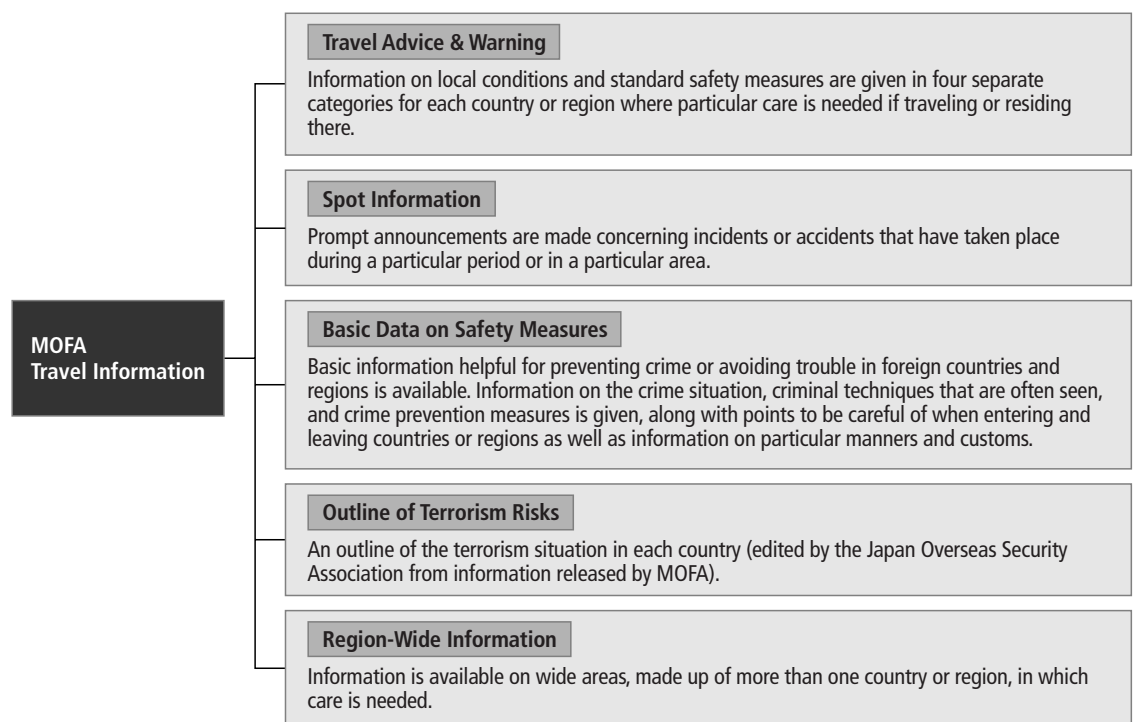 MOFA
Travel Information
Travel Advice & Warning
Information on local conditions and standard safety measures are given in four separate
categories for each country or region where particular care is needed if traveling or residing
there.
Spot Information
Prompt announcements are made concerning incidents or accidents that have taken place
during a particular period or in a particular area.
Basic Data on Safety Measures
Basic information helpful for preventing crime or avoiding trouble in foreign countries and
regions is available. Information on the crime situation, criminal techniques that are often seen,
and crime prevention measures is given, along with points to be careful of when entering and
leaving countries or regions as well as information on particular manners and customs.
Outline of Terrorism Risks
An outline of the terrorism situation in each country (edited by the Japan Overseas Security
Association from information released by MOFA).
Region-Wide Information
Information is available on wide areas, made up of more than one country or region, in which
care is needed.